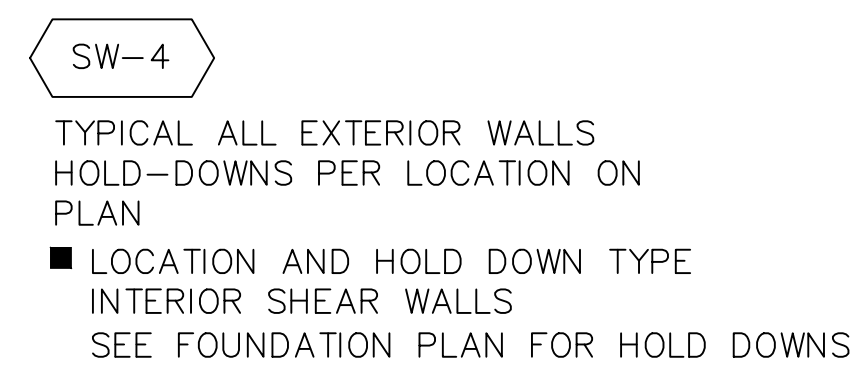 SW-4
TYPICAL ALL EXTERIOR WALLS
HOLD-DOWNS PER LOCATION ON
PLAN
■ LOCATION AND HOLD DOWN TYPE
INTERIOR SHEAR WALLS
SEE FOUNDATION PLAN FOR HOLD DOWNS